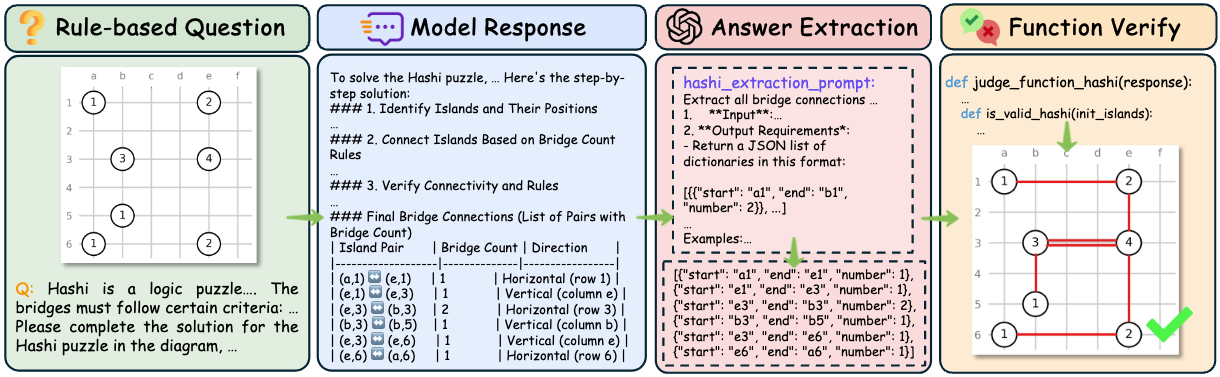 Rule-based Question
a b c d e f
1 1 2
2
3 3 4
4
5 1
6 1 2
Q: Hashi is a logic puzzle.... The
bridges must follow certain criteria: ...
Please complete the solution for the
Hashi puzzle in the diagram, ...
Model Response
To solve the Hashi puzzle, ... Here's the step-by-
step solution:
### 1. Identify Islands and Their Positions
...
### 2. Connect Islands Based on Bridge Count
Rules
...
### 3. Verify Connectivity and Rules
...
### Final Bridge Connections (List of Pairs with
Bridge Count)
| Island Pair | Bridge Count | Direction |
|-------------------|--------------|------------------|
| (a,1) ↔ (e,1) | 1 | Horizontal (row 1) |
| (e,1) ↔ (e,3) | 1 | Vertical (column e) |
| (e,3) ↔ (b,3) | 2 | Horizontal (row 3) |
| (b,3) ↔ (b,5) | 1 | Vertical (column b) |
| (e,3) ↔ (e,6) | 1 | Vertical (column e) |
| (e,6) ↔ (a,6) | 1 | Horizontal (row 6) |
Answer Extraction
hashi_extraction_prompt:
Extract all bridge connections ...
1. **Input**:...
2. **Output Requirements*:
- Return a JSON list of
dictionaries in this format:
[{{"start": "a1", "end": "b1",
"number": 2}}, ...]
...
Examples:...
[{"start": "a1", "end": "e1", "number": 1},
{"start": "e1", "end": "e3", "number": 1},
{"start": "e3", "end": "b3", "number": 2},
{"start": "b3", "end": "b5", "number": 1},
{"start": "e3", "end": "e6", "number": 1},
{"start": "e6", "end": "a6", "number": 1}]
Function Verify
def judge_function_hashi(response):
...
def is_valid_hashi(init_islands):
...
a b c d e f
1 1 2
2
3 3 4
4
5 1
6 1 2